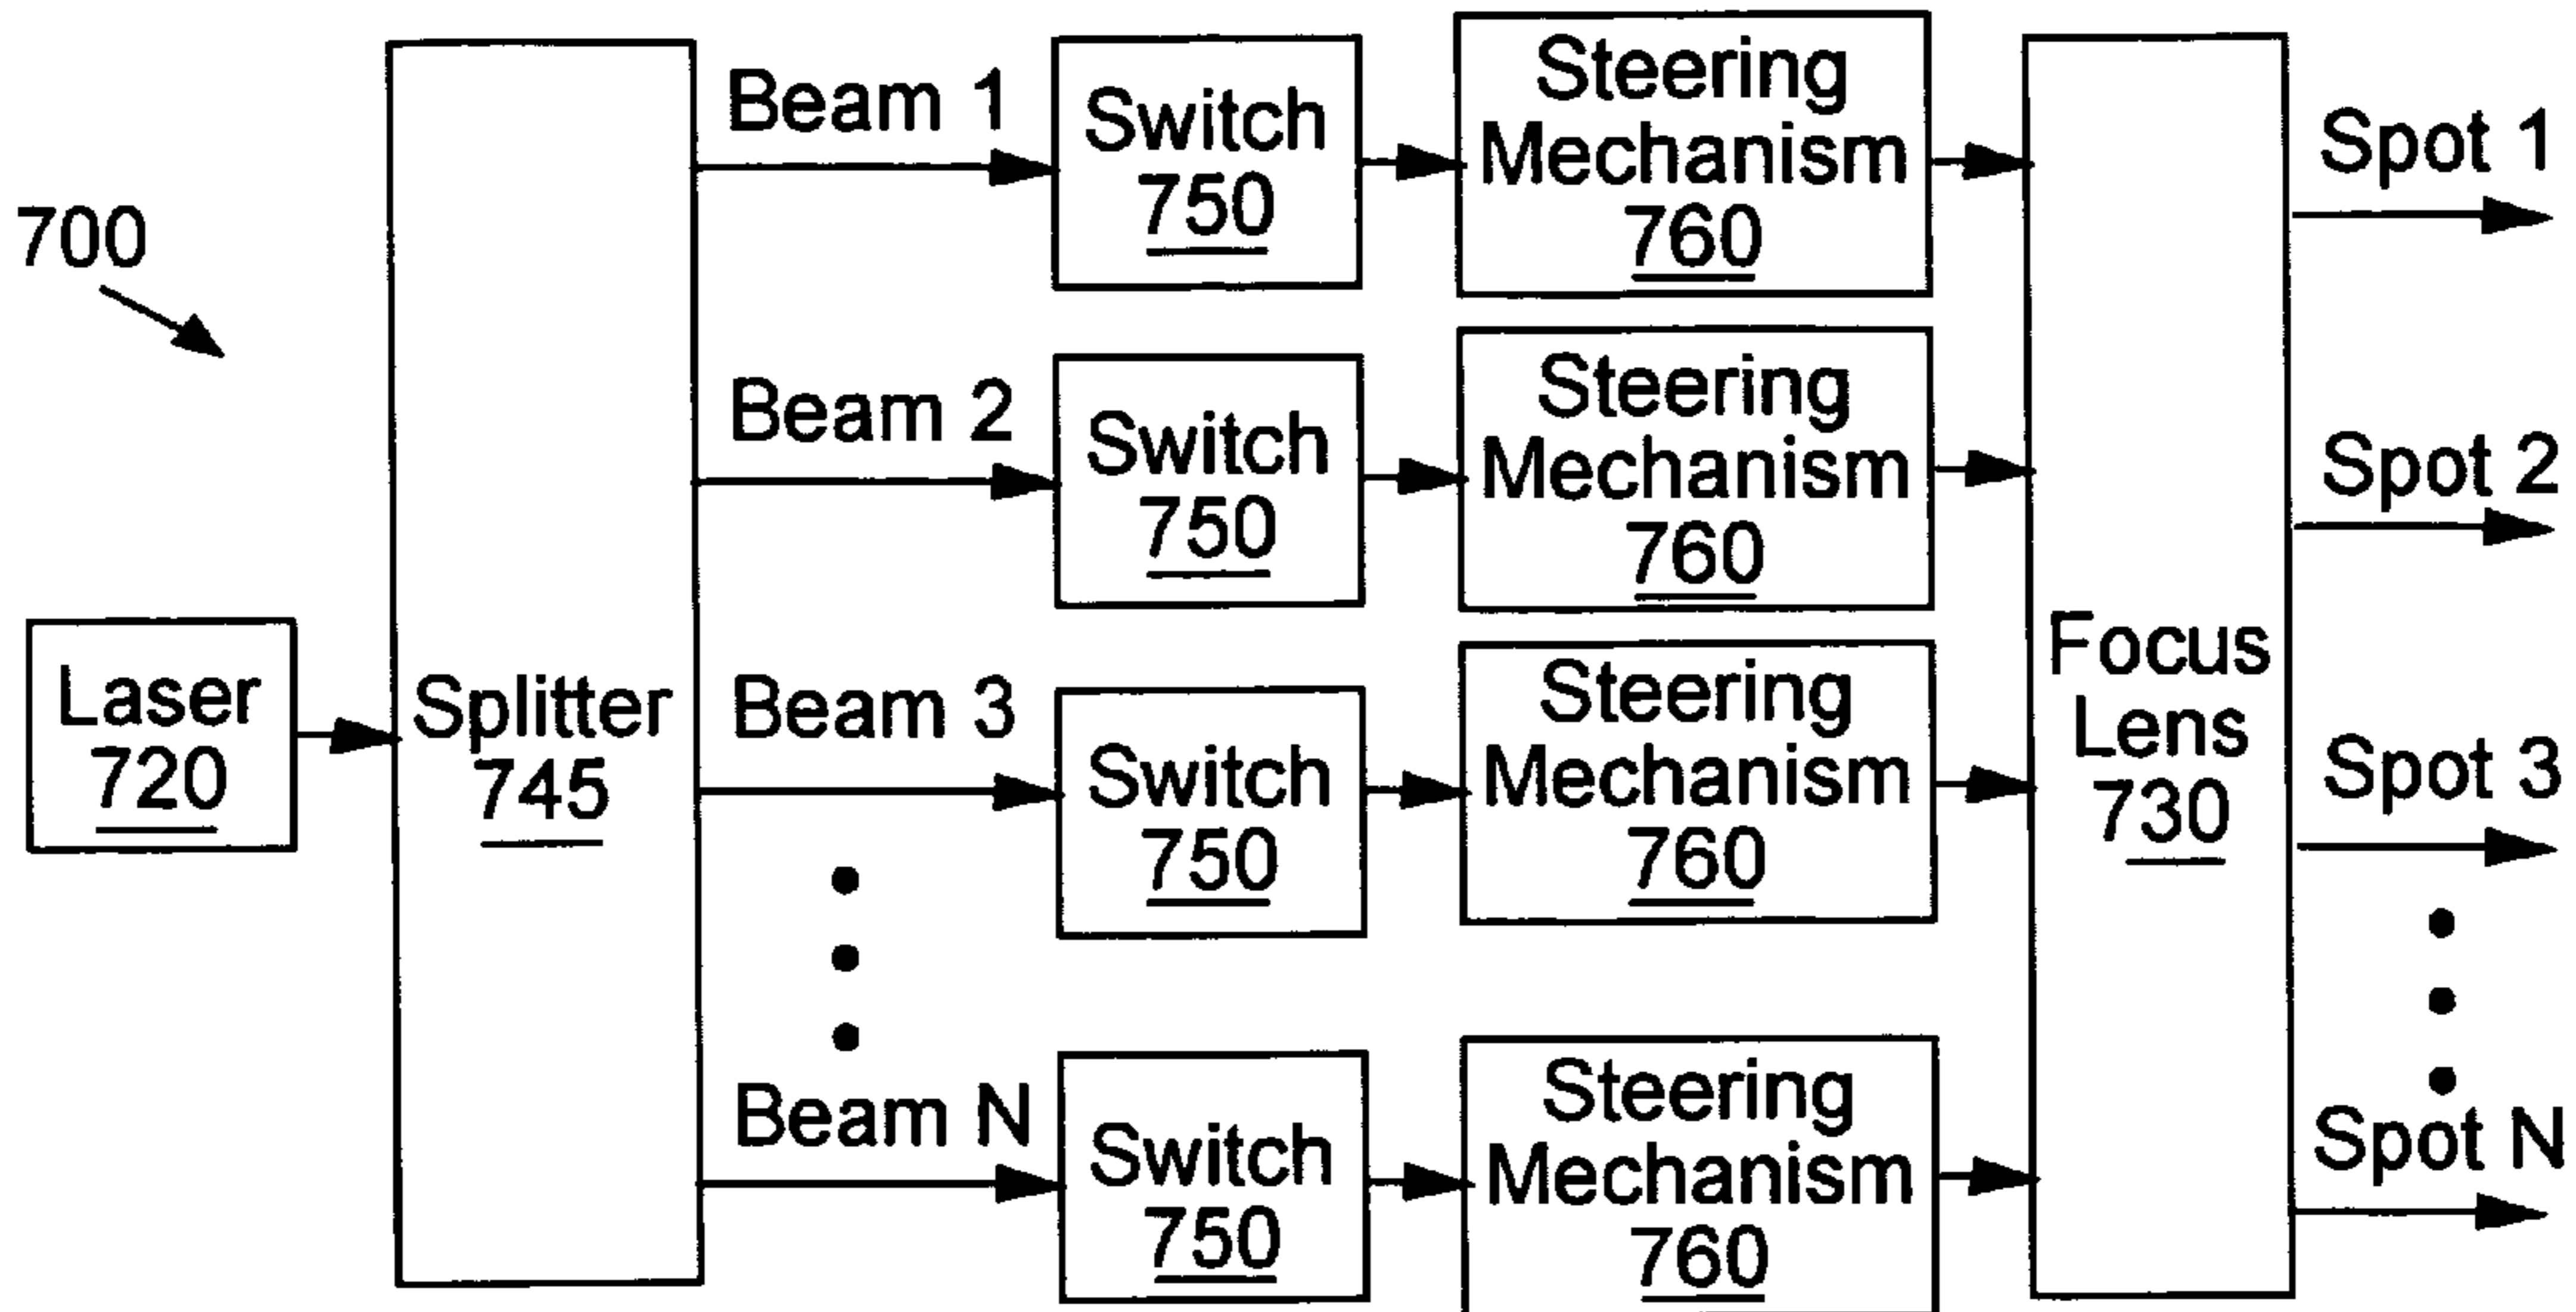 700
Laser
720
Splitter
745
Beam 1
Switch
750
Steering
Mechanism
760
Beam 2
Switch
750
Steering
Mechanism
760
Beam 3
Switch
750
Steering
Mechanism
760
Beam N
Switch
750
Steering
Mechanism
760
Focus
Lens
730
Spot 1
Spot 2
Spot 3
Spot N